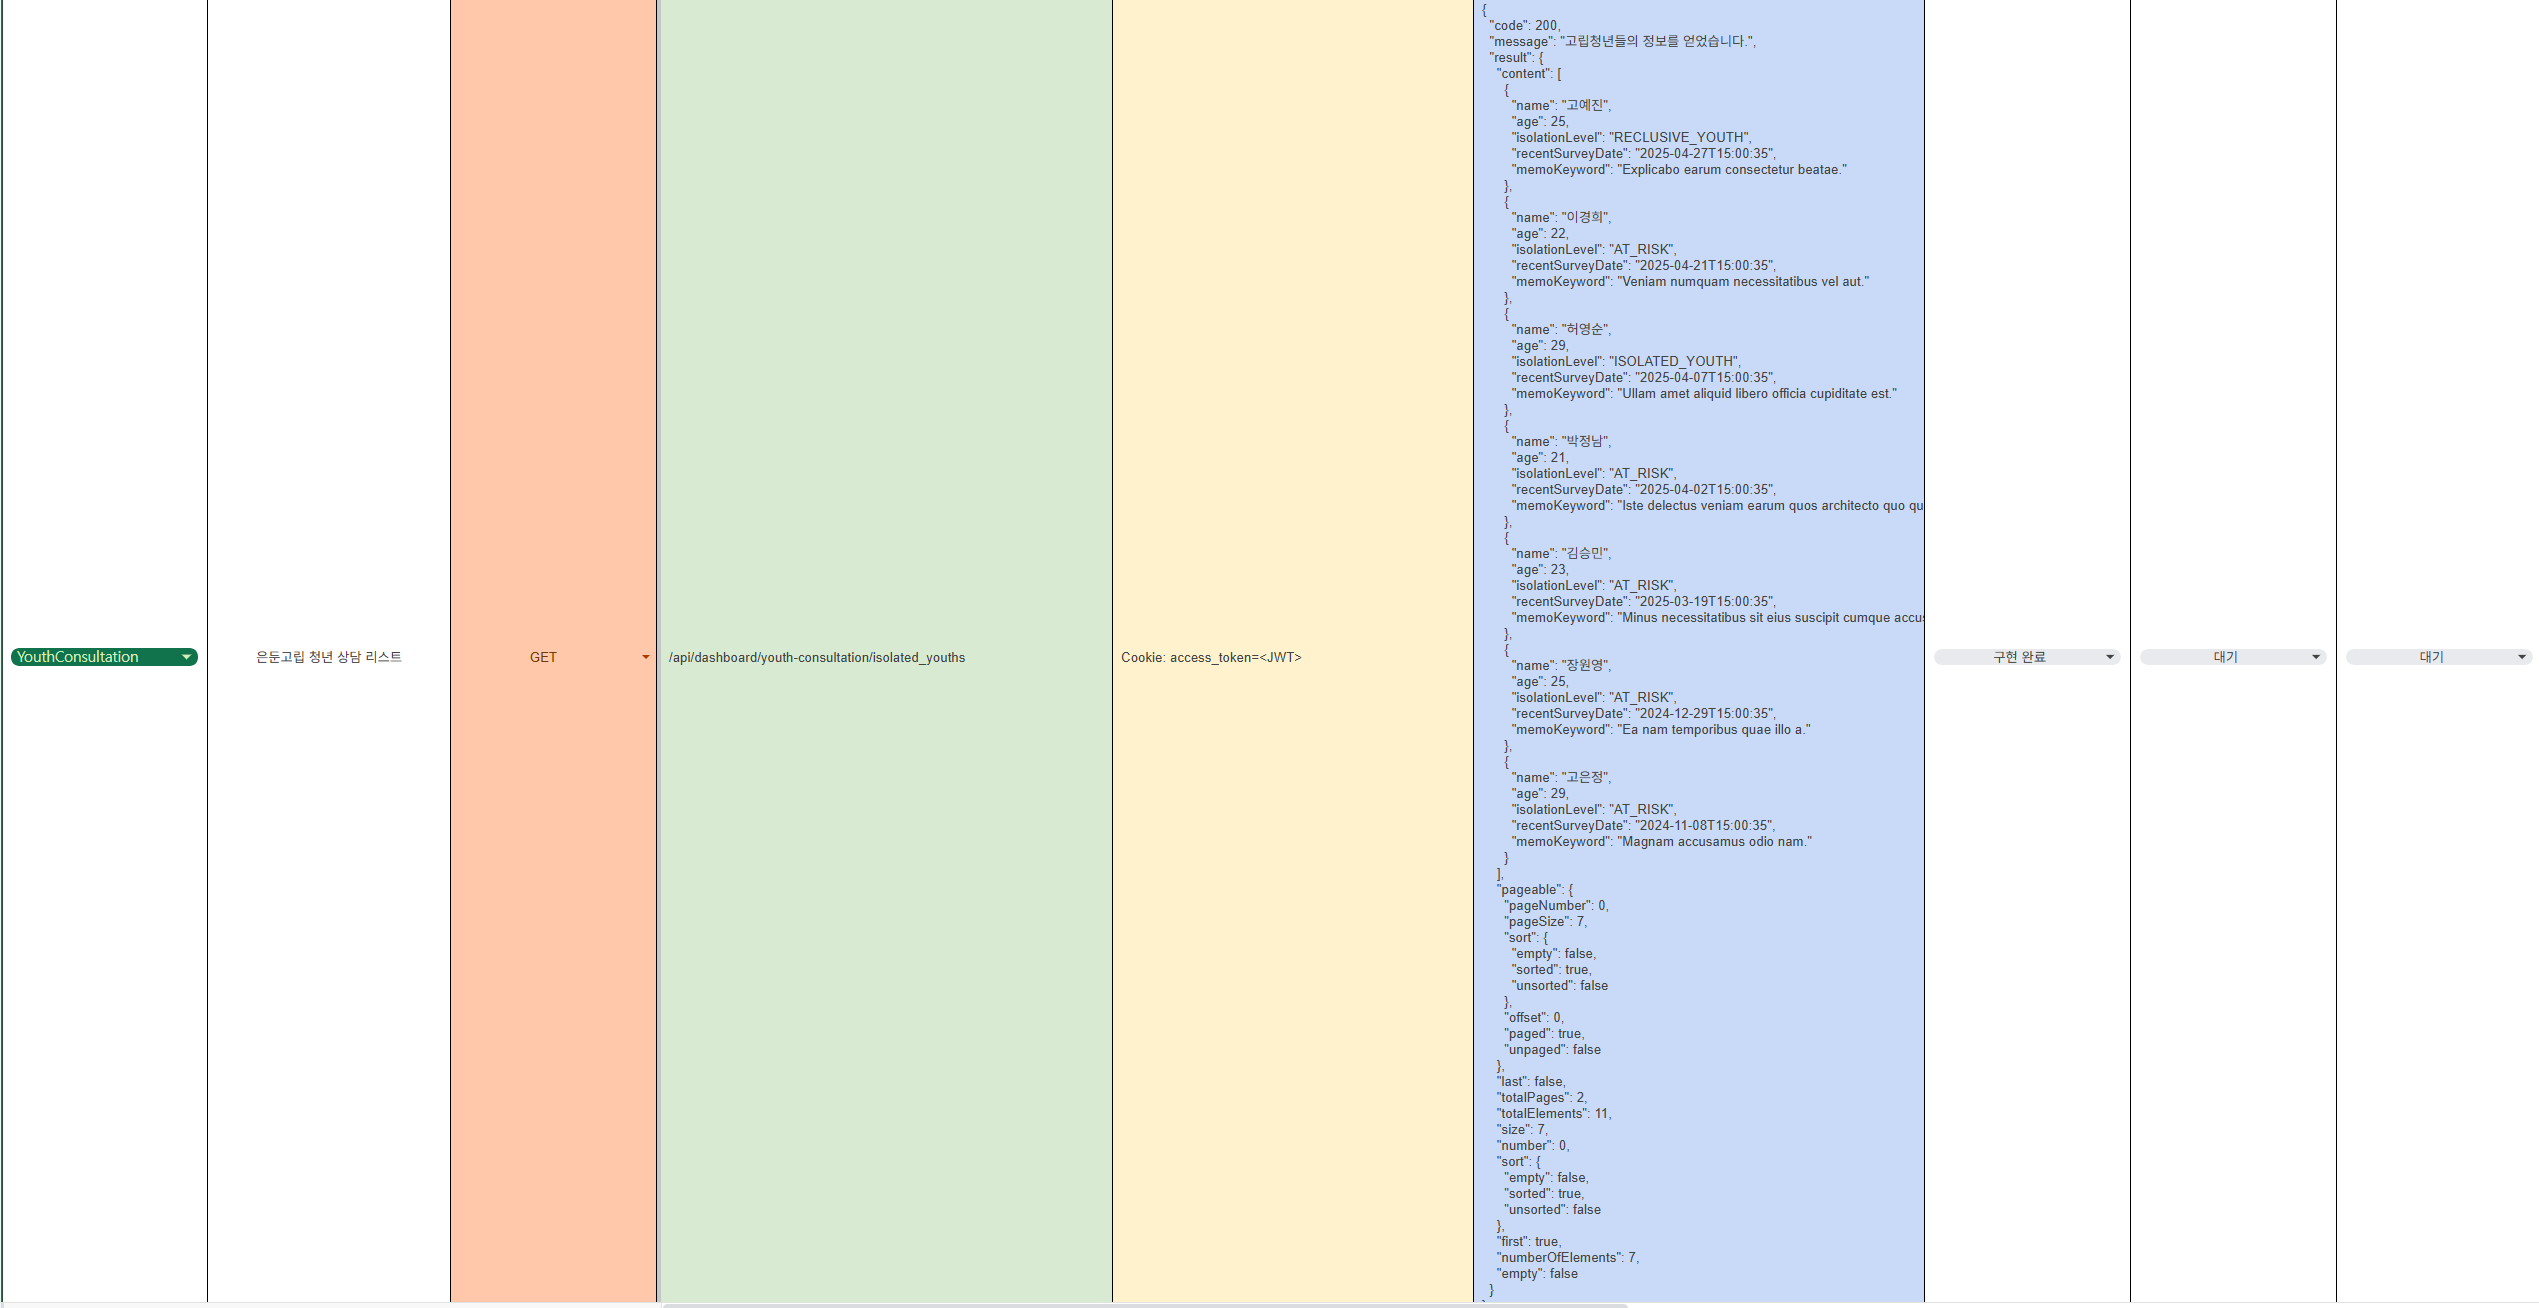 YouthConsultation
은둔고립 청년 상담 리스트
GET
/api/dashboard/youth-consultation/isolated_youths
Cookie: access_token=<JWT>
{
"code": 200,
"message": "고립청년들의 정보를 얻었습니다.",
"result": {
"content": [
{
"name": "고예진",
"age": 25,
"isolationLevel": "RECLUSIVE_YOUTH",
"recentSurveyDate": "2025-04-27T15:00:35",
"memoKeyword": "Explicabo earum consectetur beatae."
},
{
"name": "이경희",
"age": 22,
"isolationLevel": "AT_RISK",
"recentSurveyDate": "2025-04-21T15:00:35",
"memoKeyword": "Veniam numquam necessitatibus vel aut."
},
{
"name": "허영순",
"age": 29,
"isolationLevel": "ISOLATED_YOUTH",
"recentSurveyDate": "2025-04-07T15:00:35",
"memoKeyword": "Ullam amet aliquid libero officia cupiditate est."
},
{
"name": "박정남",
"age": 21,
"isolationLevel": "AT_RISK",
"recentSurveyDate": "2025-04-02T15:00:35",
"memoKeyword": "Iste delectus veniam earum quos architecto quo qu
},
{
"name": "김승민",
"age": 23,
"isolationLevel": "AT_RISK",
"recentSurveyDate": "2025-03-19T15:00:35",
"memoKeyword": "Minus necessitatibus sit eius suscipit cumque accu
},
{
"name": "장원영",
"age": 25,
"isolationLevel": "AT_RISK",
"recentSurveyDate": "2024-12-29T15:00:35",
"memoKeyword": "Ea nam temporibus quae illo a."
},
{
"name": "고은정",
"age": 29,
"isolationLevel": "AT_RISK",
"recentSurveyDate": "2024-11-08T15:00:35",
"memoKeyword": "Magnam accusamus odio nam."
}
],
"pageable": {
"pageNumber": 0,
"pageSize": 7,
"sort": {
"empty": false,
"sorted": true,
"unsorted": false
},
"offset": 0,
"paged": true,
"unpaged": false
},
"last": false,
"totalPages": 2,
"totalElements": 11,
"size": 7,
"number": 0,
"sort": {
"empty": false,
"sorted": true,
"unsorted": false
},
"first": true,
"numberOfElements": 7,
"empty": false
}
구현 완료
대기
대기